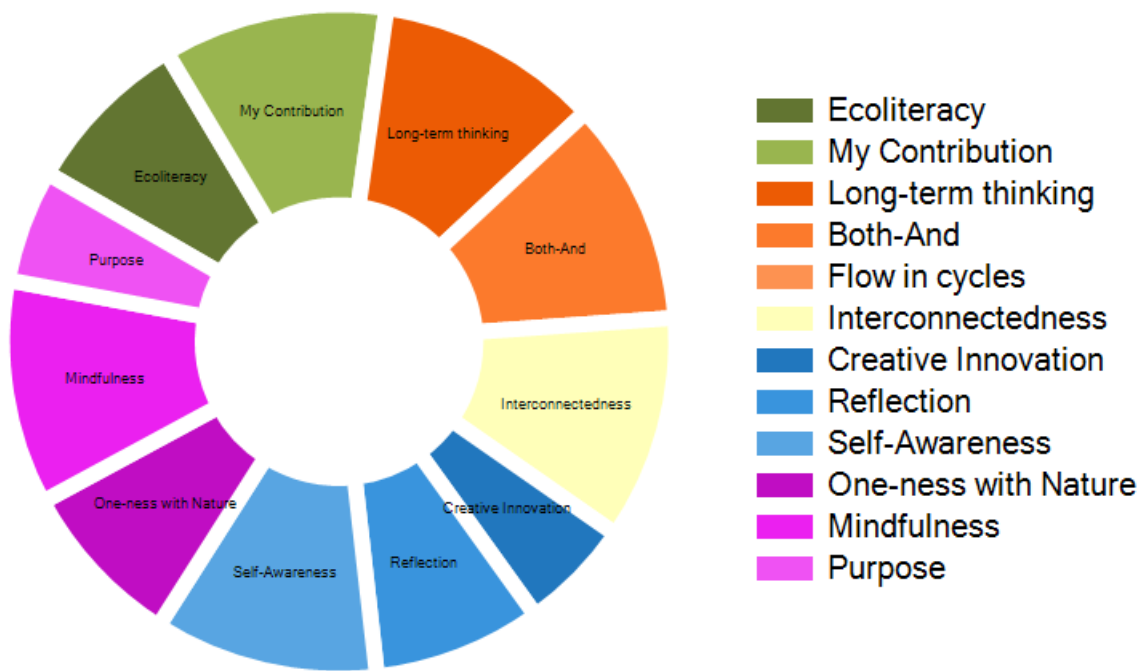 My Contribution
Long-term thinking
Ecoliteracy
Both-And
Purpose
Mindfulness
Interconnectedness
One-ness with Nature
Creative Innovation
Self-Awareness
Reflection
Ecoliteracy
My Contribution
Long-term thinking
Both-And
Flow in cycles
Interconnectedness
Creative Innovation
Reflection
Self-Awareness
One-ness with Nature
Mindfulness
Purpose